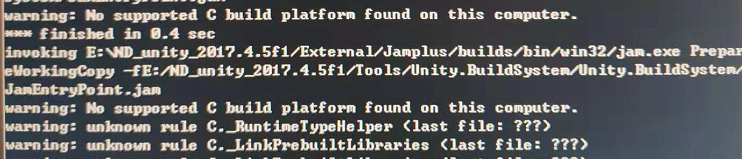 warning: No supported C build platform found on this computer.
*** finished in 0.4 sec
invoking E:\ND_unity_2017.4.5f1/External/Jamplus/builds/bin/win32/jam.exe Prepar
eWorkingCopy -fE:/ND_unity_2017.4.5f1/Tools/Unity.BuildSystem/Unity.BuildSystem/
JamEntryPoint.jam
warning: No supported C build platform found on this computer.
warning: unknown rule C._RuntimeTypeHelper (last file: ???)
warning: unknown rule C._LinkPrebuiltLibraries (last file: ???)